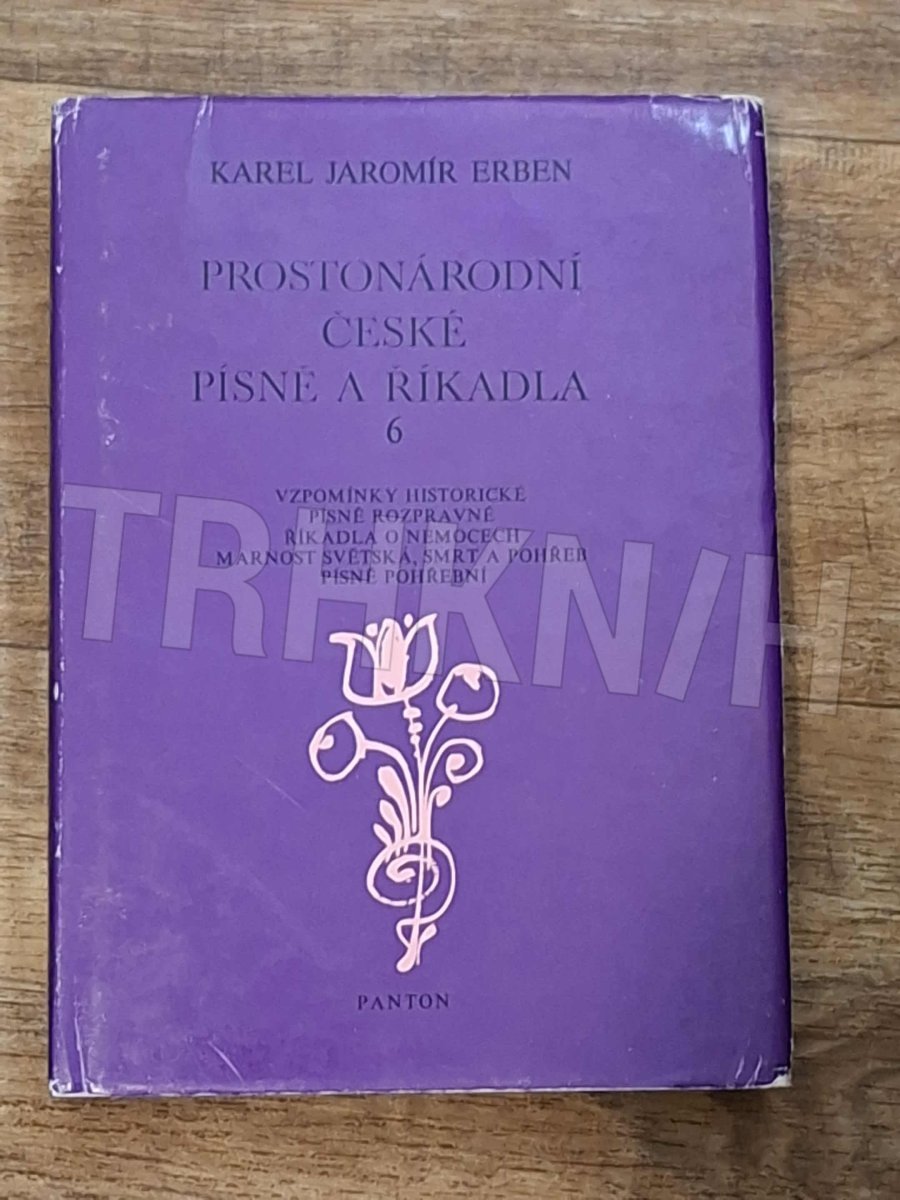 KAREL JAROMÍR ERBEN
PROSTONÁRODNÍ
ČESKÉ
PÍSNĚ A ŘÍKADLA
6
VZPOMÍNKY HISTORICKÉ
PÍSNĚ ROZPRAVNÉ
ŘÍKADLA O NEMOCECH
MARNOST SVĚTSKÁ, SMRT A POHŘEB
PÍSNĚ POHŘEBNÍ
TRHKN/H
PANTON